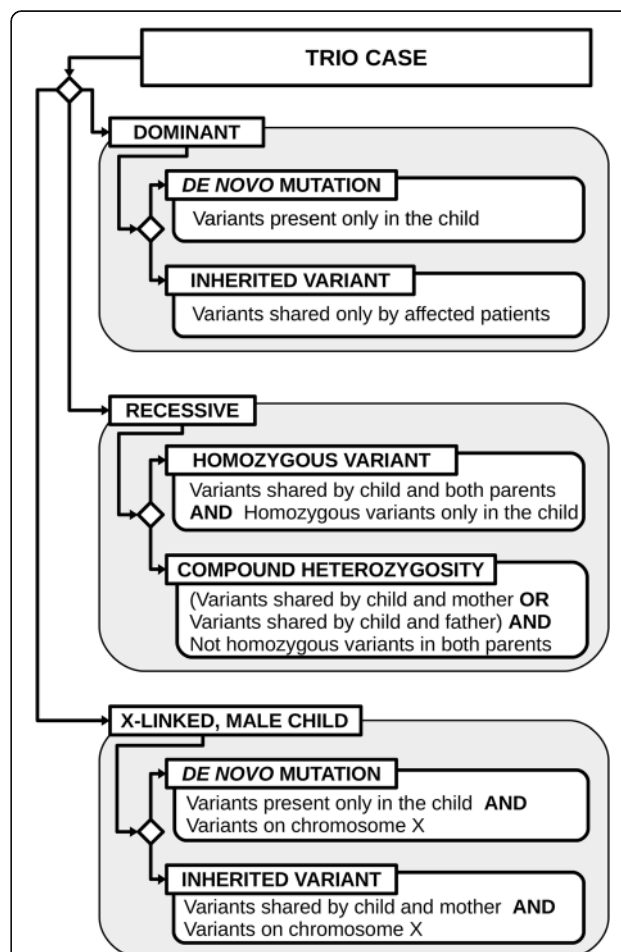 TRIO CASE
DOMINANT
DE NOVO MUTATION
Variants present only in the child
INHERITED VARIANT
Variants shared only by affected patients
RECESSIVE
HOMOZYGOUS VARIANT
Variants shared by child and both parents
AND Homozygous variants only in the child
COMPOUND HETEROZYGOSITY
(Variants shared by child and mother OR
Variants shared by child and father) AND
Not homozygous variants in both parents
X-LINKED, MALE CHILD
DE NOVO MUTATION
Variants present only in the child AND
Variants on chromosome X
INHERITED VARIANT
Variants shared by child and mother AND
Variants on chromosome X